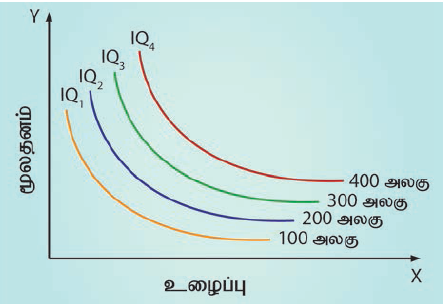 Y
IQ4
IQ3
IQ2
IQ1
மூலதனம்
400 அலகு
300 அலகு
200 அலகு
100 அலகு
X
உழைப்பு